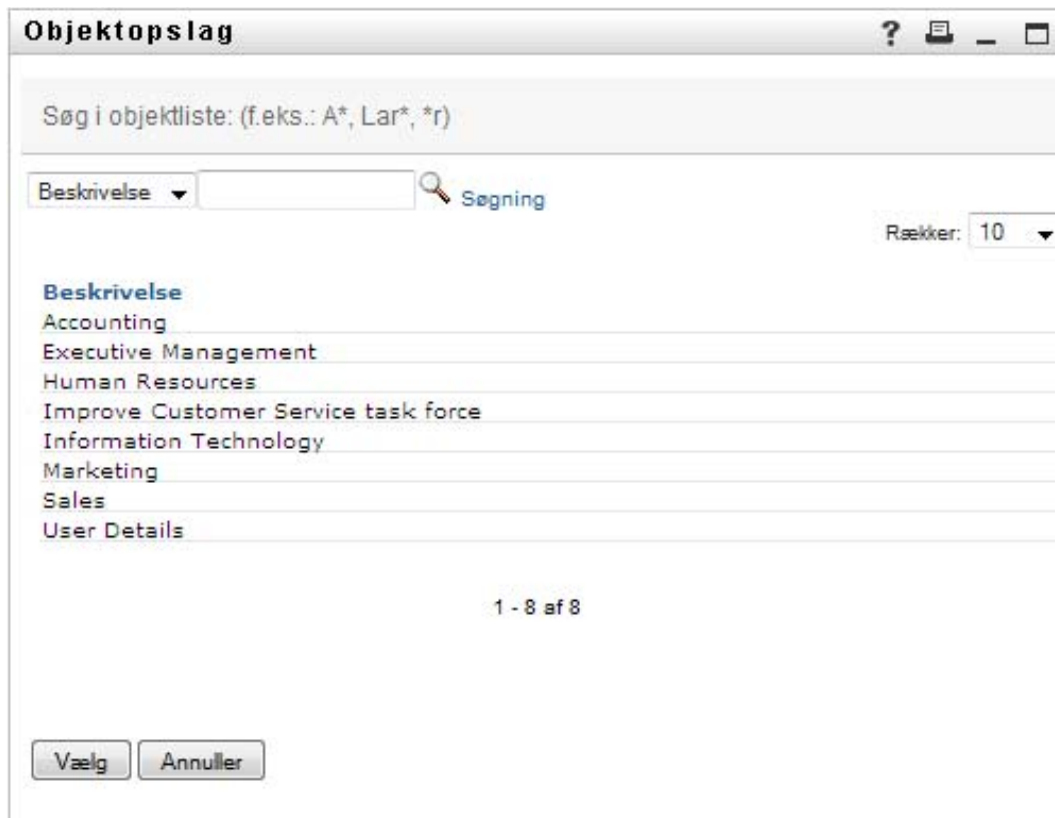 Objektopslag
Søg i objektliste: (f.eks.: A*, Lar*, *r)
Beskrivelse Søgning
Rækker: 10
Beskrivelse
Accounting
Executive Management
Human Resources
Improve Customer Service task force
Information Technology
Marketing
Sales
User Details
1 - 8 af 8
Vælg Annuller